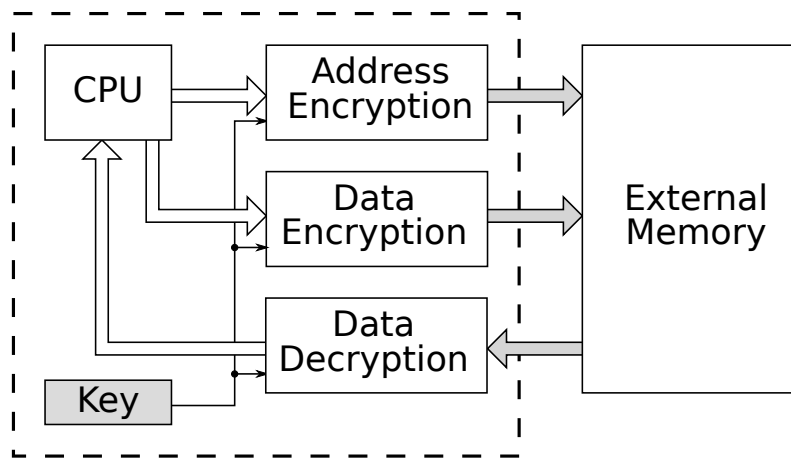 CPU
Address
Encryption
Data
Encryption
Data
Decryption
Key
External
Memory